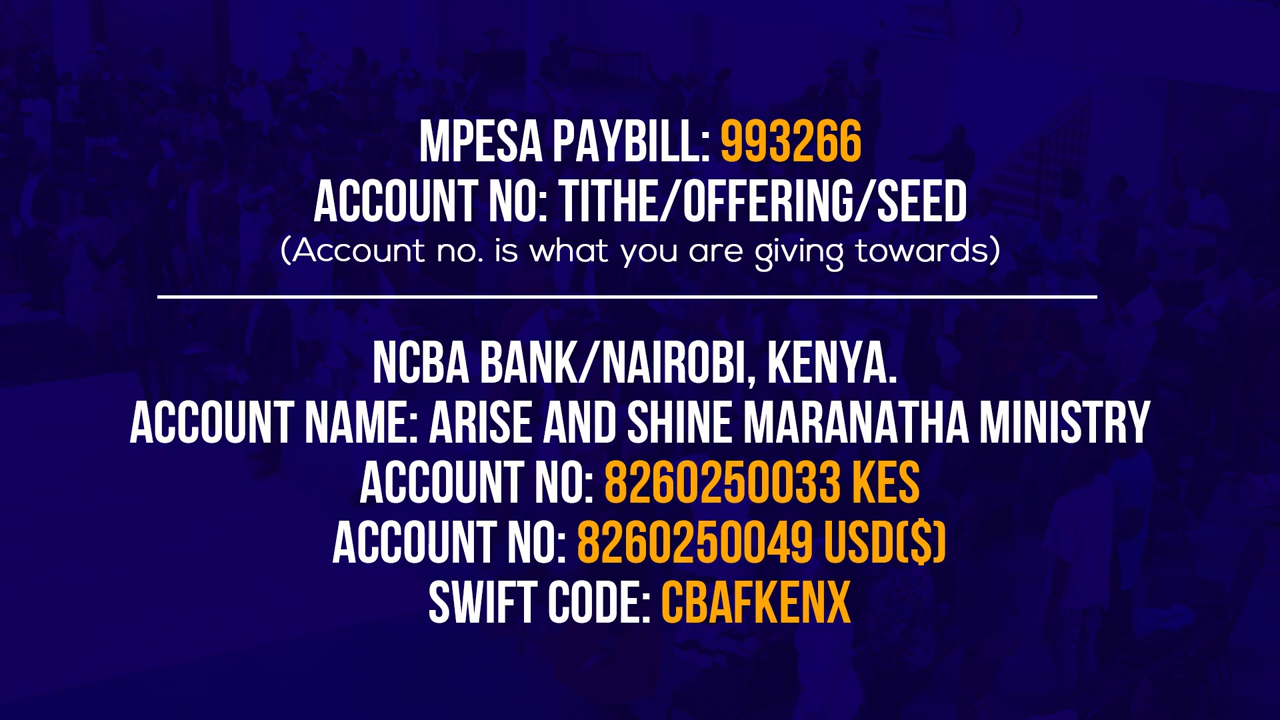 MPESA PAYBILL: 993266
ACCOUNT NO: TITHE/OFFERING/SEED
(Account no. is what you are giving towards)
NCBA BANK/NAIROBI, KENYA.
ACCOUNT NAME: ARISE AND SHINE MARANATHA MINISTRY
ACCOUNT NO: 8260250033 KES
ACCOUNT NO: 8260250049 USD($)
SWIFT CODE: CBAFKENX